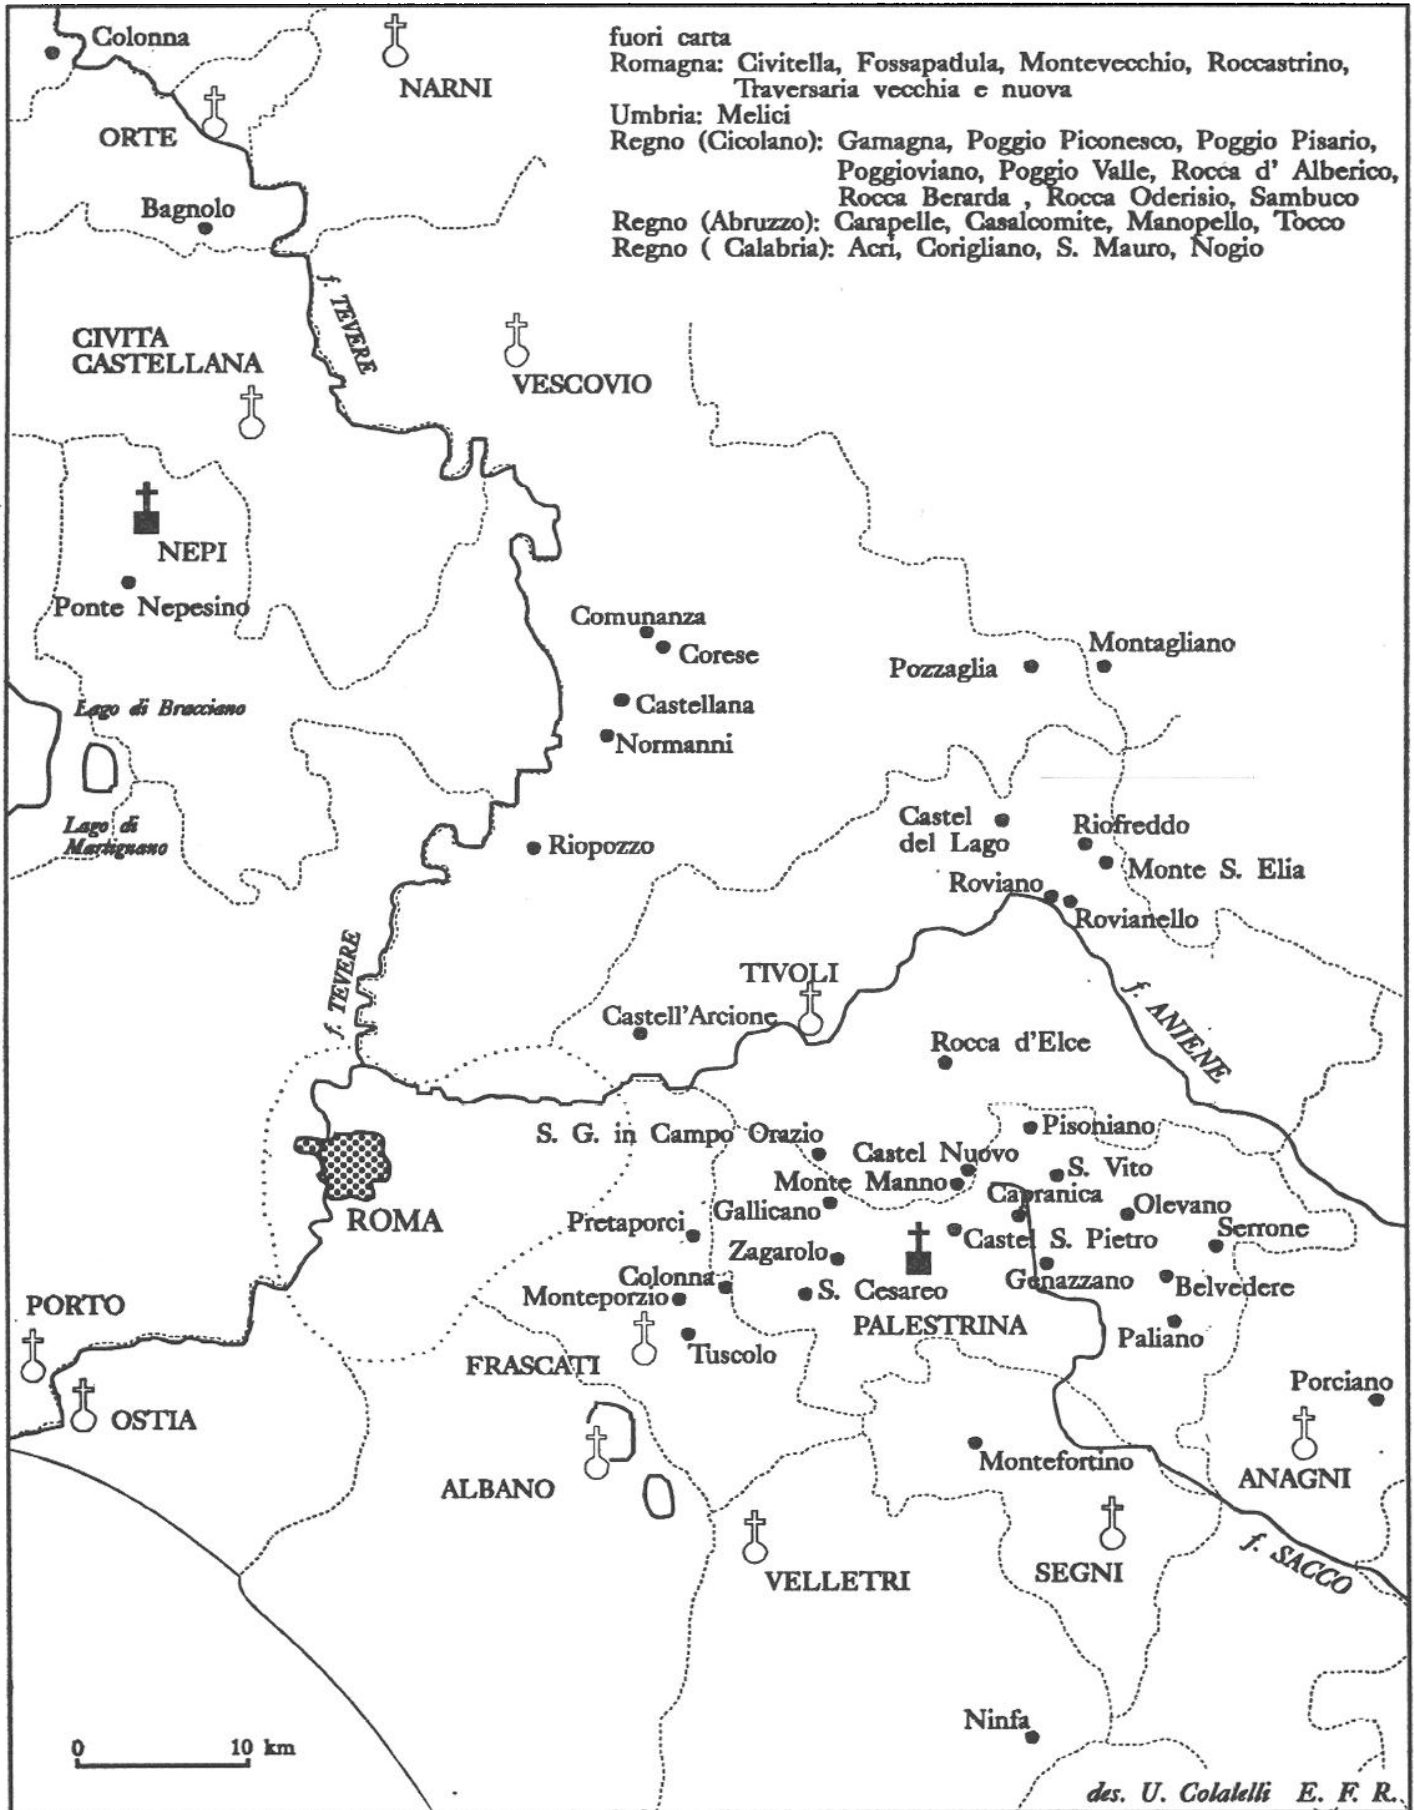 fuori carta
Romagna: Civitella, Fossapadula, Montevecchio, Roccastrino,
Traversaria vecchia e nuova
Umbria: Melici
Regno (Cicolano): Gamagna, Poggio Piconesco, Poggio Pisario,
Poggioviano, Poggio Valle, Rocca d' Alberico,
Rocca Berarda , Rocca Oderisio, Sambuco
Regno (Abruzzo): Carapelle, Casalcomite, Manopello, Tocco
Regno ( Calabria): Acri, Corigliano, S. Mauro, Nogio
Colonna
NARNI
ORTE
Bagnolo
f. TEVERE
CIVITA
CASTELLANA
VESCOVIO
NEPI
Ponte Nepesino
Comunanza
Corese
Montagliano
Pozzaglia
Lago di Bracciano
Castellana
Normanni
Lago di
Martignano
Riopozzo
Castel
del Lago
Riofreddo
Monte S. Elia
Roviano
Rovianello
f. TEVERE
TIVOLI
Castell'Arcione
f. ANIENE
Rocca d'Elce
S. G. in Campo Orazio
Pisoniano
Castel Nuovo
S. Vito
Monte Manno
Capranica
Gallicano
Olevano
ROMA
Pretaporci
Serrone
Castel S. Pietro
Zagarolo
Colonna
Genazzano
Belvedere
S. Cesareo
Monteporzio
PORTO
PALESTRINA
Paliano
Tuscolo
FRASCATI
Porciano
OSTIA
Montefortino
ANAGNI
ALBANO
f. SACCO
SEGNI
VELLETRI
Ninfa
0 10 km
des. U. Colalelli E. F. R.